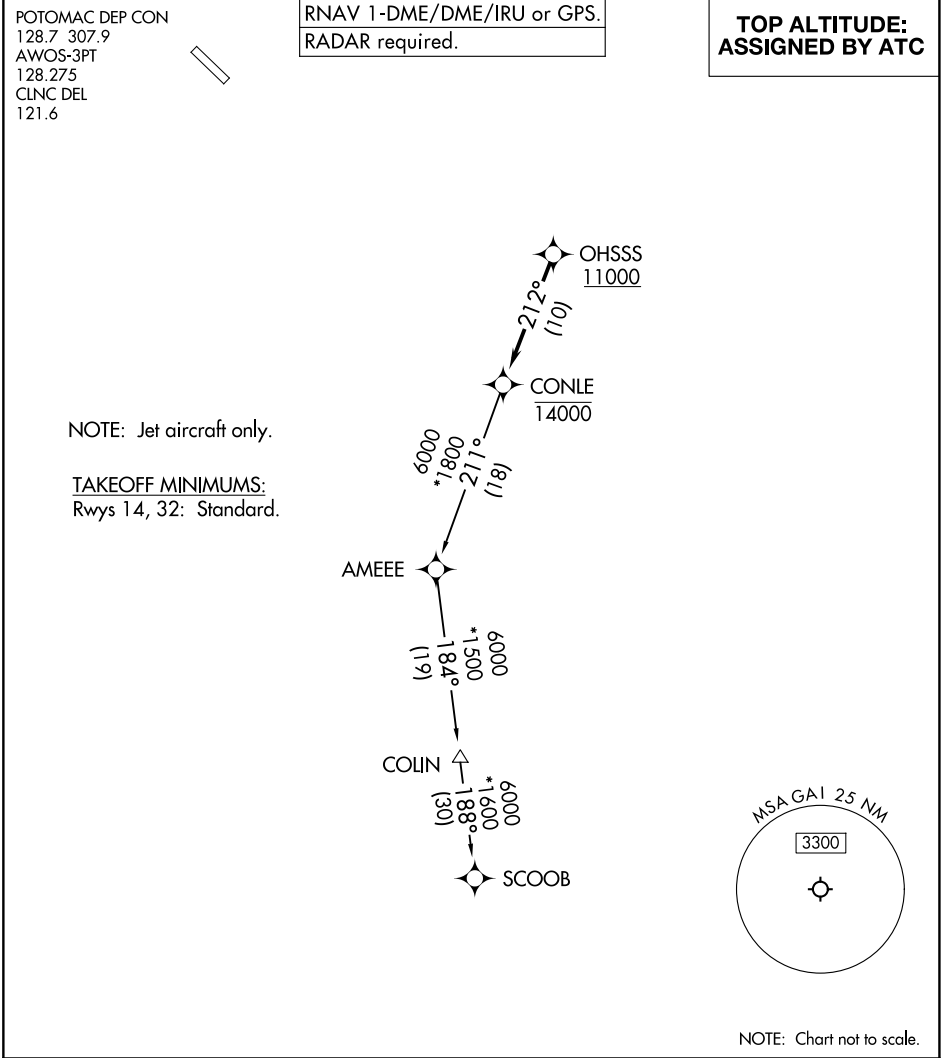 POTOMAC DEP CON
128.7 307.9
AWOS-3PT
128.275
CLNC DEL
121.6
RNAV 1-DME/DME/IRU or GPS.
RADAR required.
TOP ALTITUDE:
ASSIGNED BY ATC
OHSSS
11000
212°
(10)
CONLE
14000
6000
*1800
211°
(18)
NOTE: Jet aircraft only.
TAKEOFF MINIMUMS:
Rwys 14, 32: Standard.
AMEEE
6000
*1500
184°
(19)
COLIN
6000
*1600
188°
(30)
SCOOB
MSA GAI 25 NM
3300
NOTE: Chart not to scale.